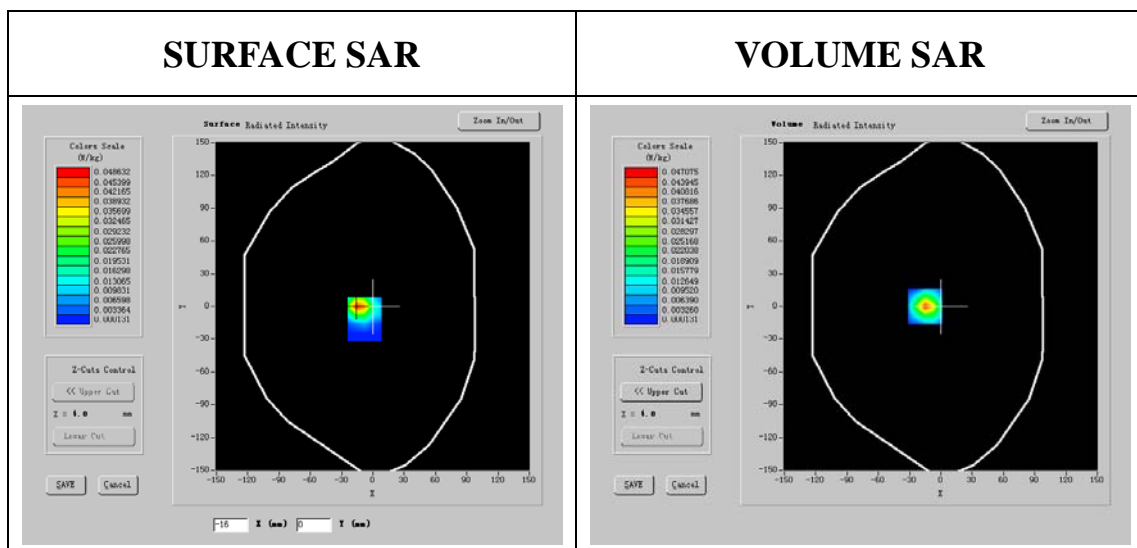 SURFACE SAR
VOLUME SAR
Surface Radiated Intensity
Zoom In/Out
Colors Scale
(W/kg)
0.048632
0.045399
0.042165
0.038932
0.035699
0.032465
0.029232
0.025998
0.022765
0.019531
0.016298
0.013065
0.009831
0.006598
0.003364
0.000131
150
120
90
60
30
0
-30
-60
-90
-120
-150
Y
-150 -120 -90 -60 -30 0 30 60 90 120 150
X
Z-Cuts Control
<< Upper Cut
Z = 4.0 mm
Lower Cut
SAVE Cancel
-16 X (mm) 0 Y (mm)
Volume Radiated Intensity
Zoom In/Out
Colors Scale
(W/kg)
0.047075
0.043945
0.040816
0.037686
0.034557
0.031427
0.028297
0.025168
0.022038
0.018909
0.015779
0.012649
0.009520
0.006390
0.003260
0.000131
150
120
90
60
30
0
-30
-60
-90
-120
-150
Y
-150 -120 -90 -60 -30 0 30 60 90 120 150
X
Z-Cuts Control
<< Upper Cut
Z = 4.0 mm
Lower Cut
SAVE Cancel